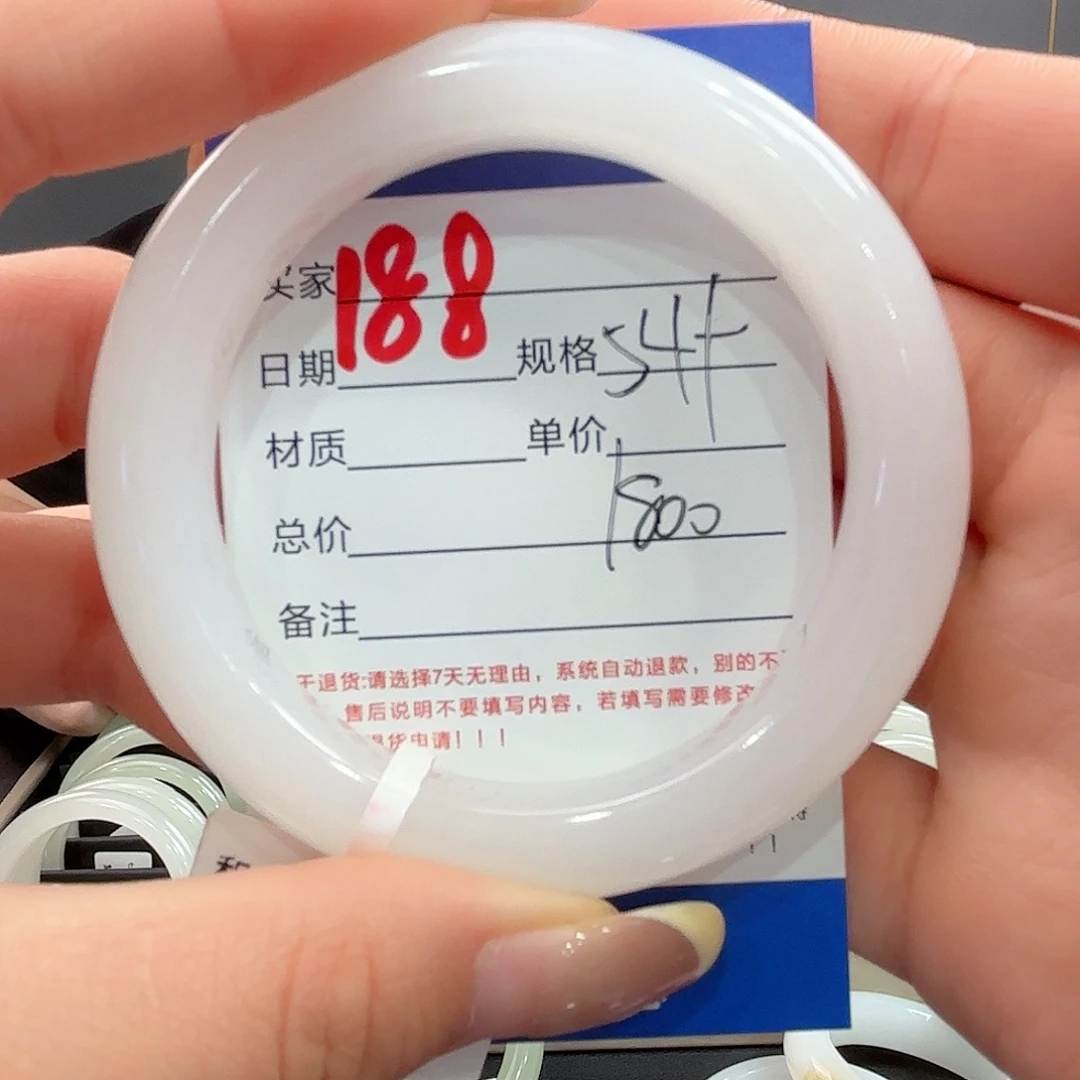 买家 188
日期 规格 54+
材质 单价
总价 1800
备注
干退货:请选择7天无理由，系统自动退款，别的不
售后说明不要填写内容，若填写需要修改
退货申请！！！